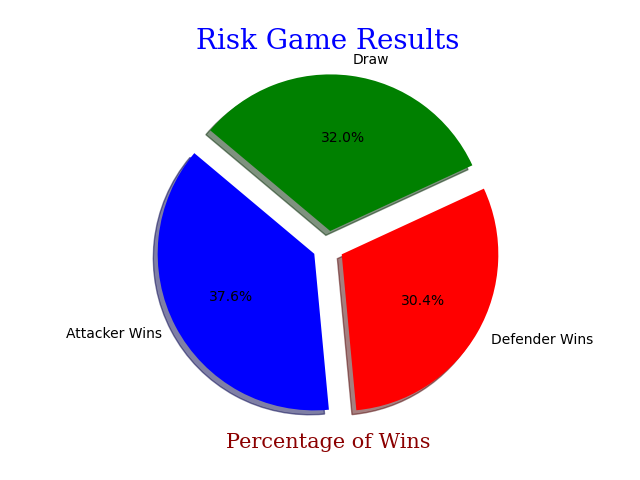 Risk Game Results
Draw
32.0%
37.6%
30.4%
Attacker Wins
Defender Wins
Percentage of Wins